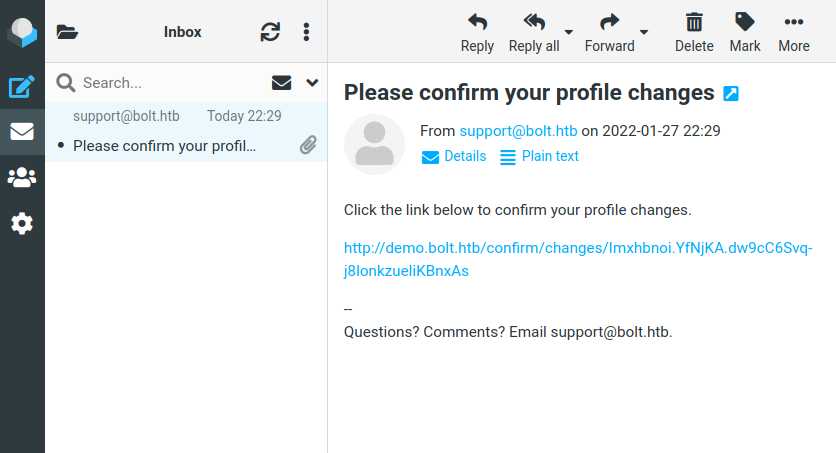 Inbox
Reply
Reply all
Forward
Delete
Mark
More
Search...
support@bolt.htb Today 22:29
Please confirm your profil...
Please confirm your profile changes
From support@bolt.htb on 2022-01-27 22:29
Details
Plain text
Click the link below to confirm your profile changes.
http://demo.bolt.htb/confirm/changes/Imxhbnoi.YfNjKA.dw9cC6Svq-
j8IonkzueliKBnxAs
--
Questions? Comments? Email support@bolt.htb.